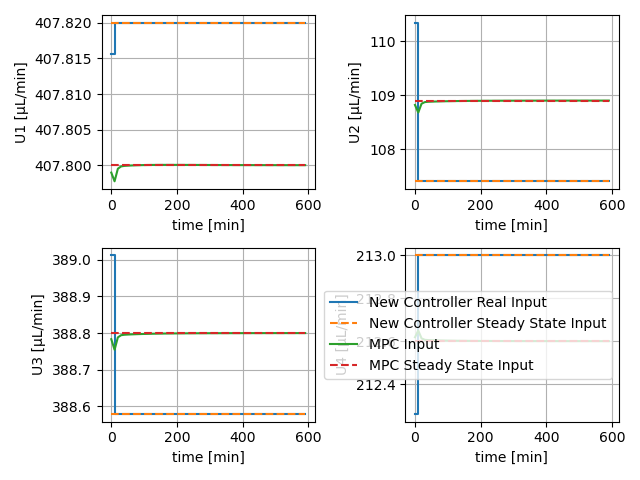 407.820
407.815
407.810
407.805
407.800
U1 [µL/min]
0
200
400
600
time [min]
110
109
108
U2 [µL/min]
0
200
400
600
time [min]
389.0
388.9
388.8
388.7
388.6
U3 [µL/min]
0
200
400
600
time [min]
213.0
212.4
U4 [µL/min]
0
200
400
600
time [min]
New Controller Real Input
New Controller Steady State Input
MPC Input
MPC Steady State Input